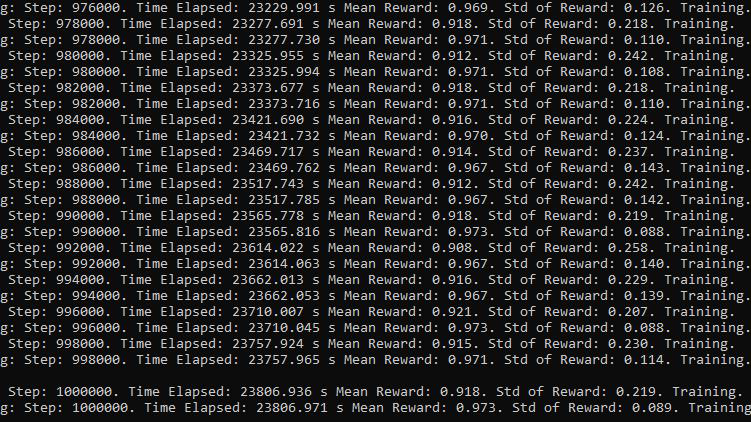 g: Step: 976000. Time Elapsed: 23229.991 s Mean Reward: 0.969. Std of Reward: 0.126. Training.
Step: 978000. Time Elapsed: 23277.691 s Mean Reward: 0.918. Std of Reward: 0.218. Training.
g: Step: 978000. Time Elapsed: 23277.730 s Mean Reward: 0.971. Std of Reward: 0.110. Training.
Step: 980000. Time Elapsed: 23325.955 s Mean Reward: 0.912. Std of Reward: 0.242. Training.
g: Step: 980000. Time Elapsed: 23325.994 s Mean Reward: 0.971. Std of Reward: 0.108. Training.
Step: 982000. Time Elapsed: 23373.677 s Mean Reward: 0.918. Std of Reward: 0.218. Training.
g: Step: 982000. Time Elapsed: 23373.716 s Mean Reward: 0.971. Std of Reward: 0.110. Training.
Step: 984000. Time Elapsed: 23421.690 s Mean Reward: 0.916. Std of Reward: 0.224. Training.
g: Step: 984000. Time Elapsed: 23421.732 s Mean Reward: 0.970. Std of Reward: 0.124. Training.
Step: 986000. Time Elapsed: 23469.717 s Mean Reward: 0.914. Std of Reward: 0.237. Training.
g: Step: 986000. Time Elapsed: 23469.762 s Mean Reward: 0.967. Std of Reward: 0.143. Training.
Step: 988000. Time Elapsed: 23517.743 s Mean Reward: 0.912. Std of Reward: 0.242. Training.
g: Step: 988000. Time Elapsed: 23517.785 s Mean Reward: 0.967. Std of Reward: 0.142. Training.
Step: 990000. Time Elapsed: 23565.778 s Mean Reward: 0.918. Std of Reward: 0.219. Training.
g: Step: 990000. Time Elapsed: 23565.816 s Mean Reward: 0.973. Std of Reward: 0.088. Training.
Step: 992000. Time Elapsed: 23614.022 s Mean Reward: 0.908. Std of Reward: 0.258. Training.
g: Step: 992000. Time Elapsed: 23614.063 s Mean Reward: 0.967. Std of Reward: 0.140. Training.
Step: 994000. Time Elapsed: 23662.013 s Mean Reward: 0.916. Std of Reward: 0.229. Training.
g: Step: 994000. Time Elapsed: 23662.053 s Mean Reward: 0.967. Std of Reward: 0.139. Training.
Step: 996000. Time Elapsed: 23710.007 s Mean Reward: 0.921. Std of Reward: 0.207. Training.
g: Step: 996000. Time Elapsed: 23710.045 s Mean Reward: 0.973. Std of Reward: 0.088. Training.
Step: 998000. Time Elapsed: 23757.924 s Mean Reward: 0.915. Std of Reward: 0.230. Training.
g: Step: 998000. Time Elapsed: 23757.965 s Mean Reward: 0.971. Std of Reward: 0.114. Training.
Step: 1000000. Time Elapsed: 23806.936 s Mean Reward: 0.918. Std of Reward: 0.219. Training.
g: Step: 1000000. Time Elapsed: 23806.971 s Mean Reward: 0.973. Std of Reward: 0.089. Training